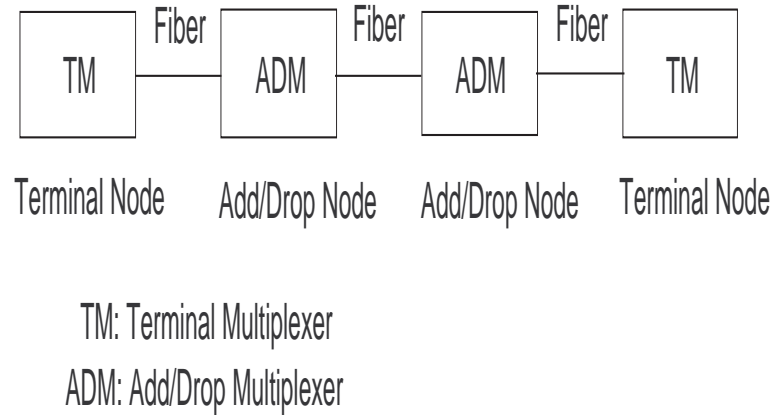 Fiber Fiber Fiber
TM ADM ADM TM
Terminal Node Add/Drop Node Add/Drop Node Terminal Node
TM: Terminal Multiplexer
ADM: Add/Drop Multiplexer